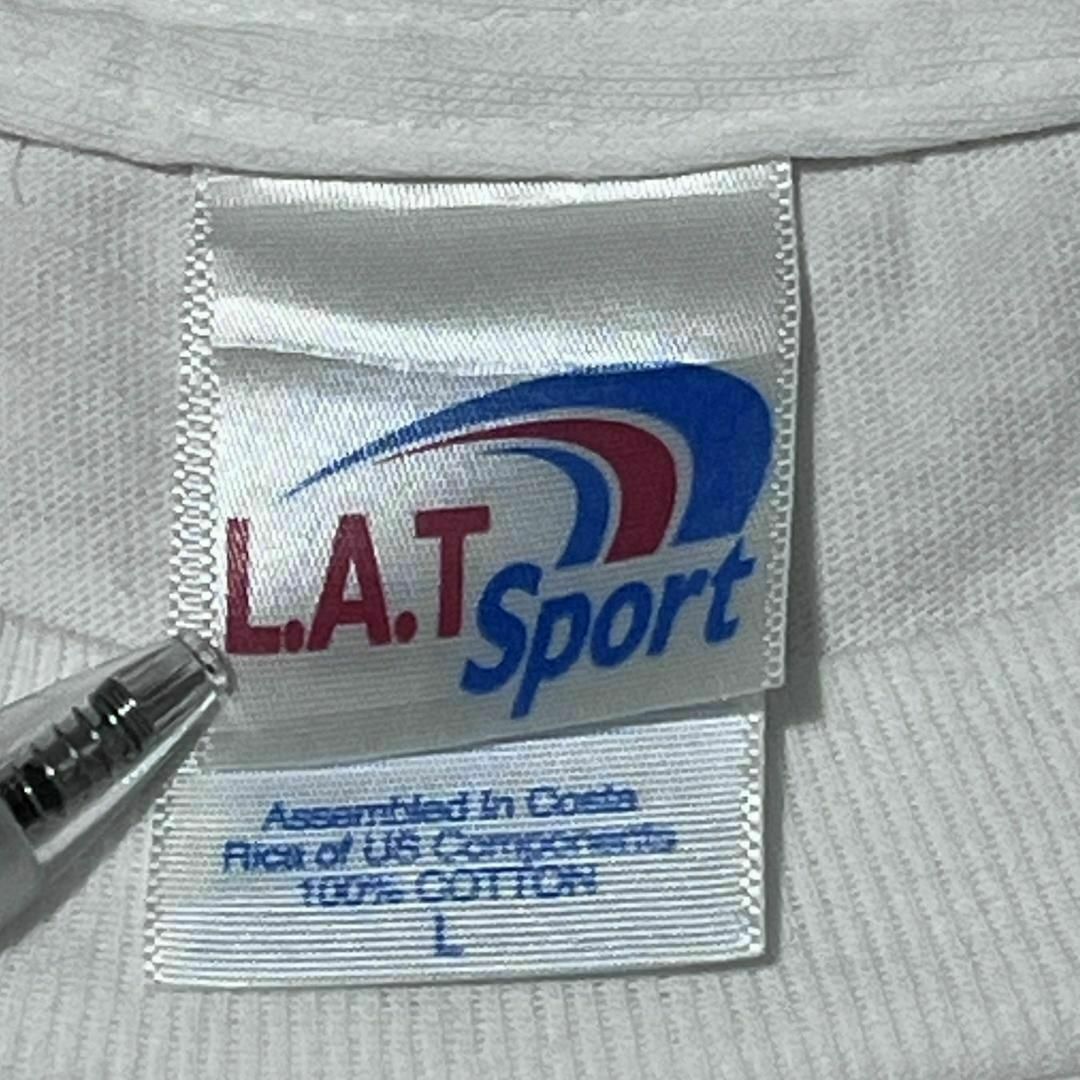 L.A.T
Sport
Assembled in Costa
Rica of US Components
100% COTTON
L